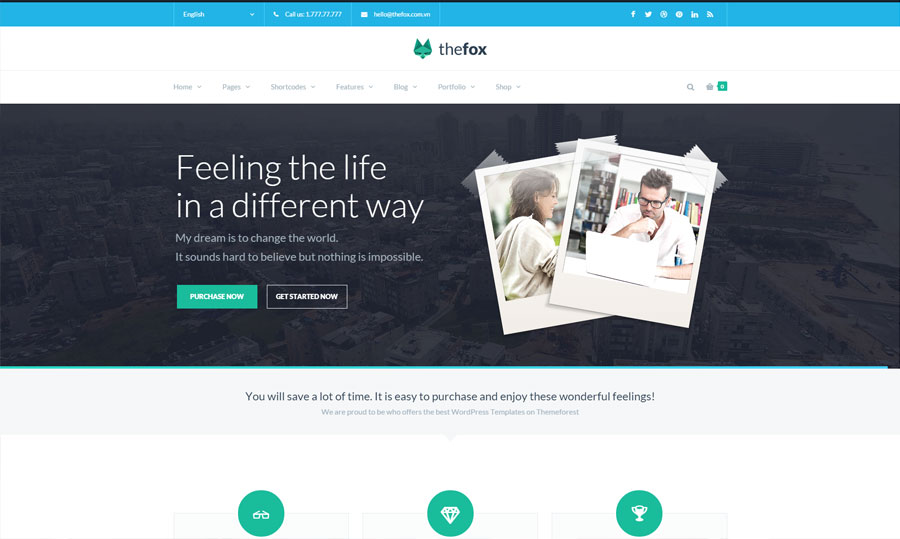 English
Call us: 1.777.77.777
hello@thefox.com.vn
thefox
Home
Pages
Shortcodes
Features
Blog
Portfolio
Shop
0
Feeling the life
in a different way
My dream is to change the world.
It sounds hard to believe but nothing is impossible.
PURCHASE NOW
GET STARTED NOW
You will save a lot of time. It is easy to purchase and enjoy these wonderful feelings!
We are proud to be who offers the best WordPress Templates on Themeforest